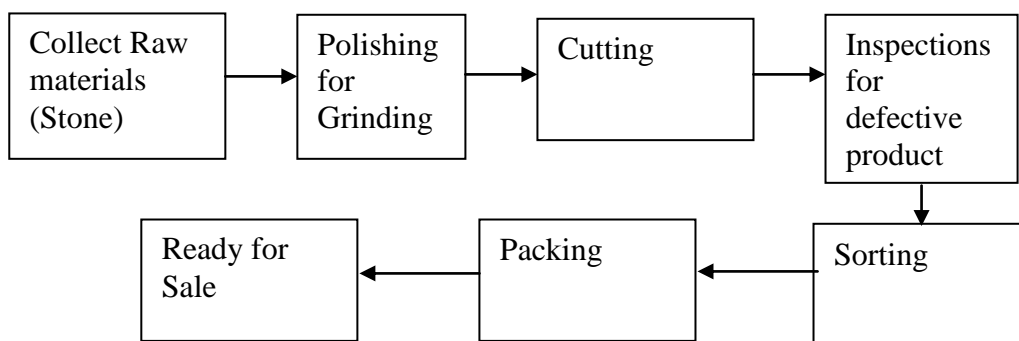 Collect Raw
materials
(Stone)
Polishing
for
Grinding
Cutting
Inspections
for
defective
product
Sorting
Packing
Ready for
Sale